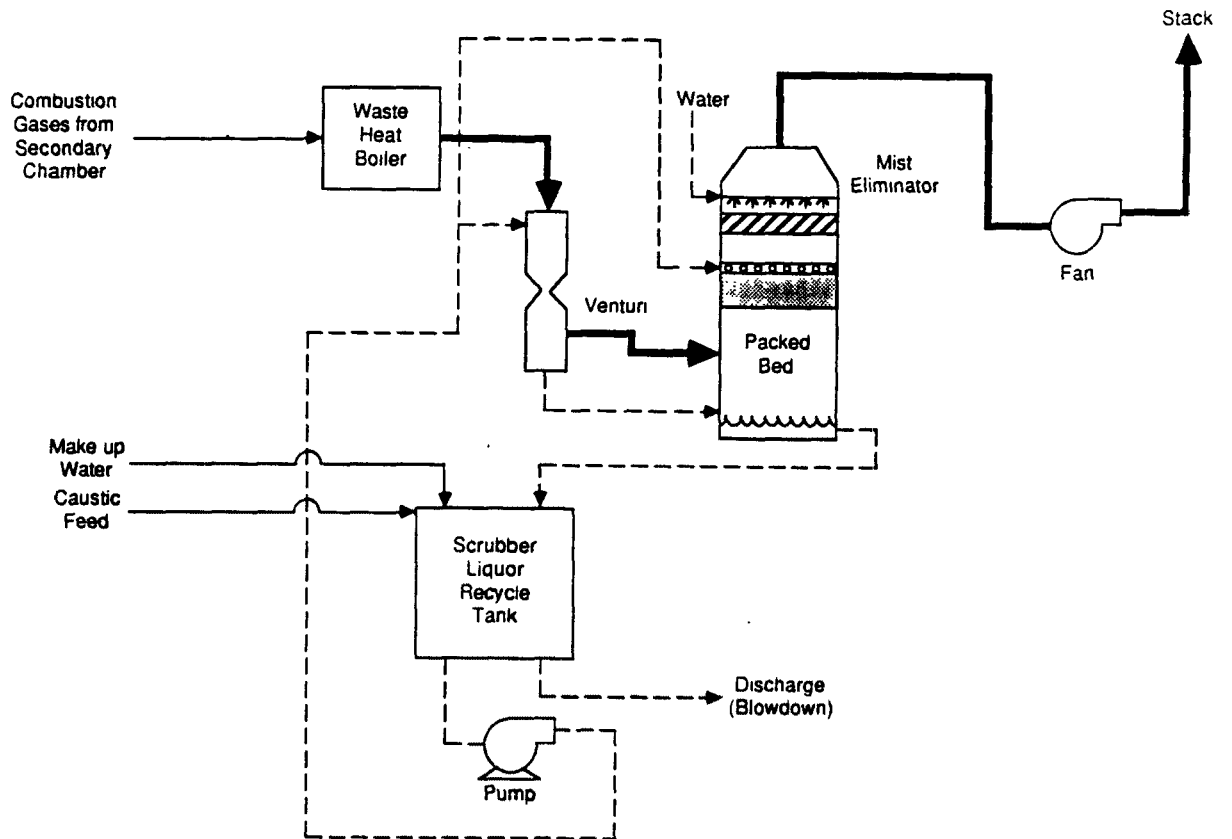 Stack
Combustion
Gases from
Secondary
Chamber
Waste
Heat
Boiler
Water
Mist
Eliminator
Fan
Venturi
Packed
Bed
Make up
Water
Caustic
Feed
Scrubber
Liquor
Recycle
Tank
Discharge
(Blowdown)
Pump